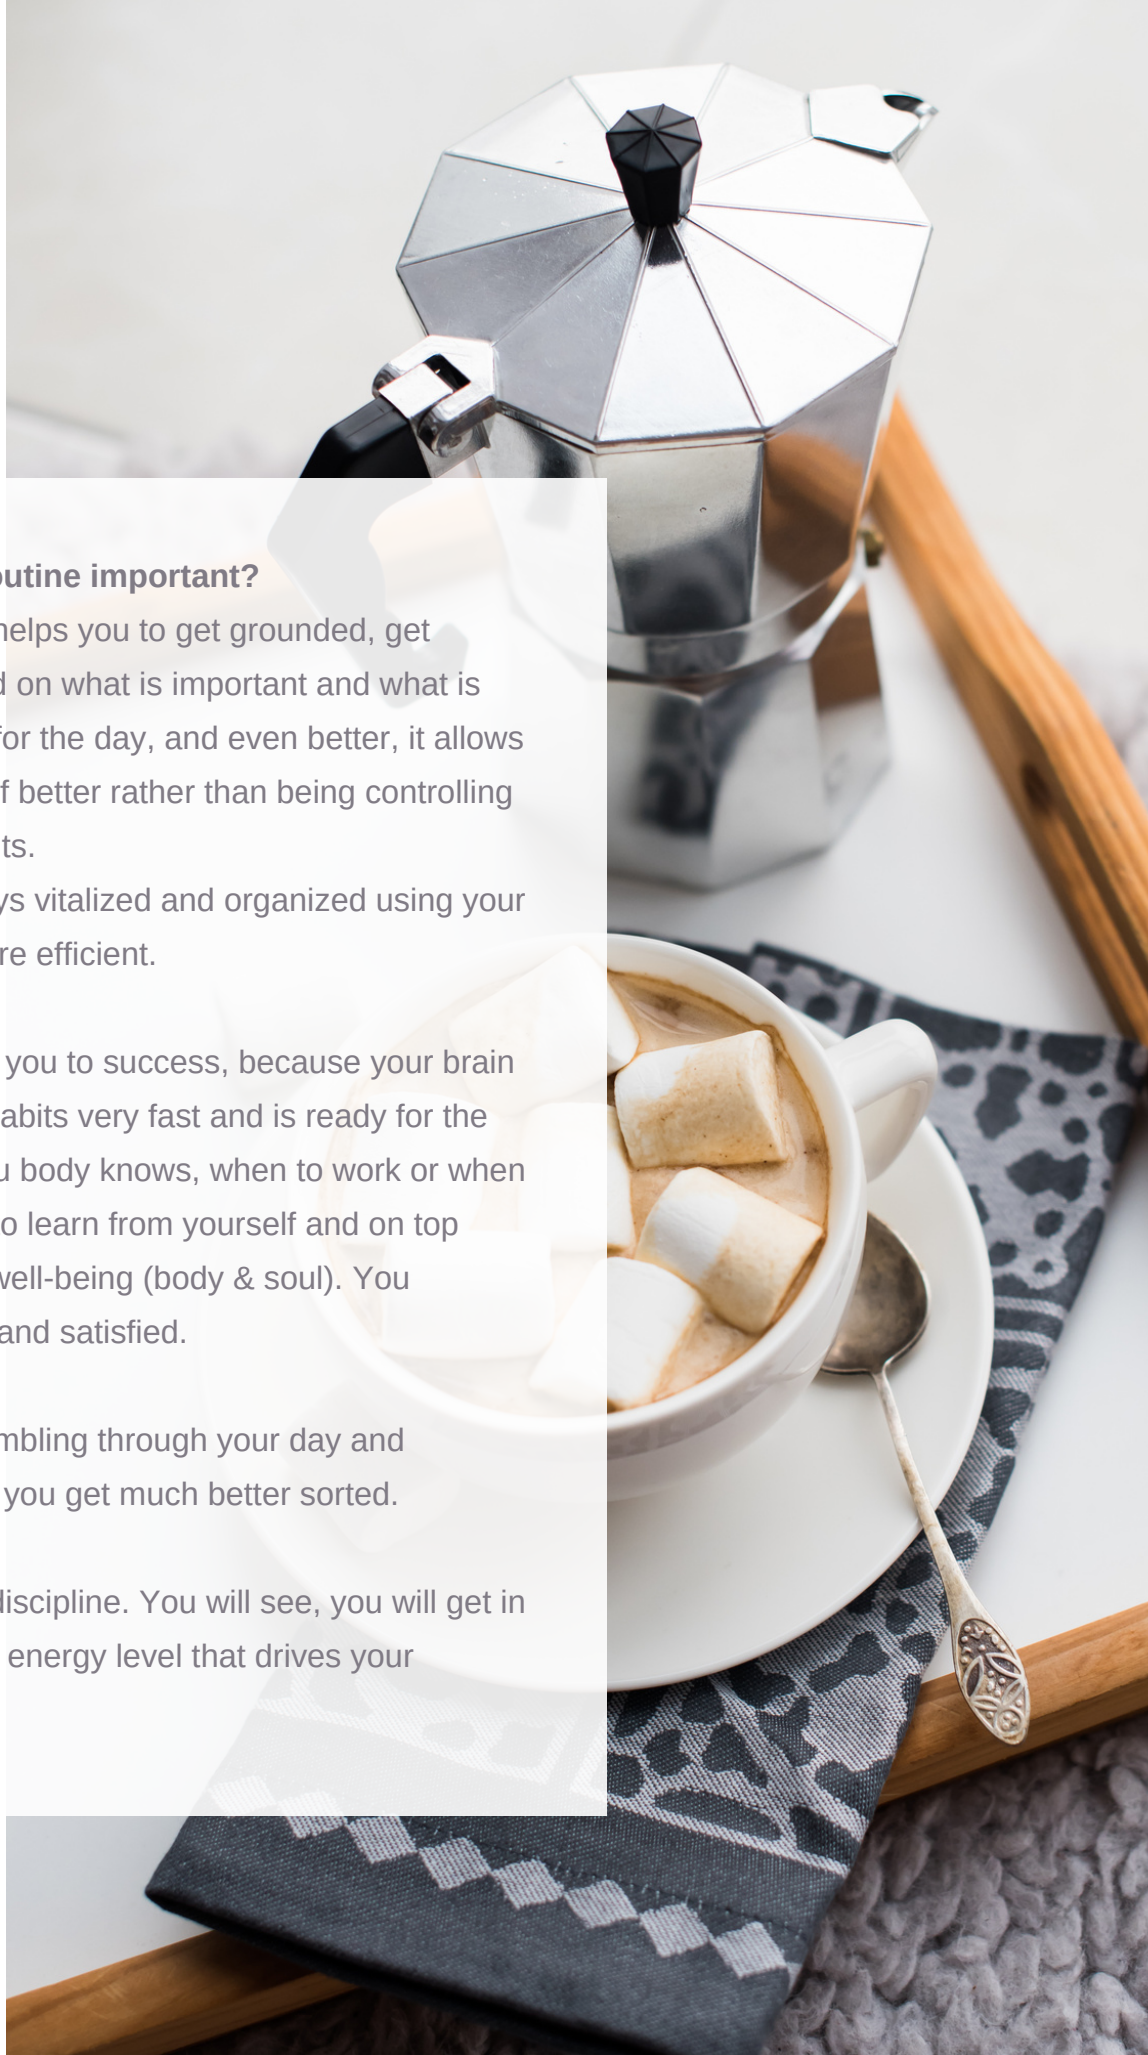 outine important?
helps you to get grounded, get
d on what is important and what is
for the day, and even better, it allows
f better rather than being controlling
ts.
ys vitalized and organized using your
re efficient.
you to success, because your brain
abits very fast and is ready for the
u body knows, when to work or when
to learn from yourself and on top
well-being (body & soul). You
and satisfied.
mbling through your day and
you get much better sorted.
discipline. You will see, you will get in
energy level that drives your